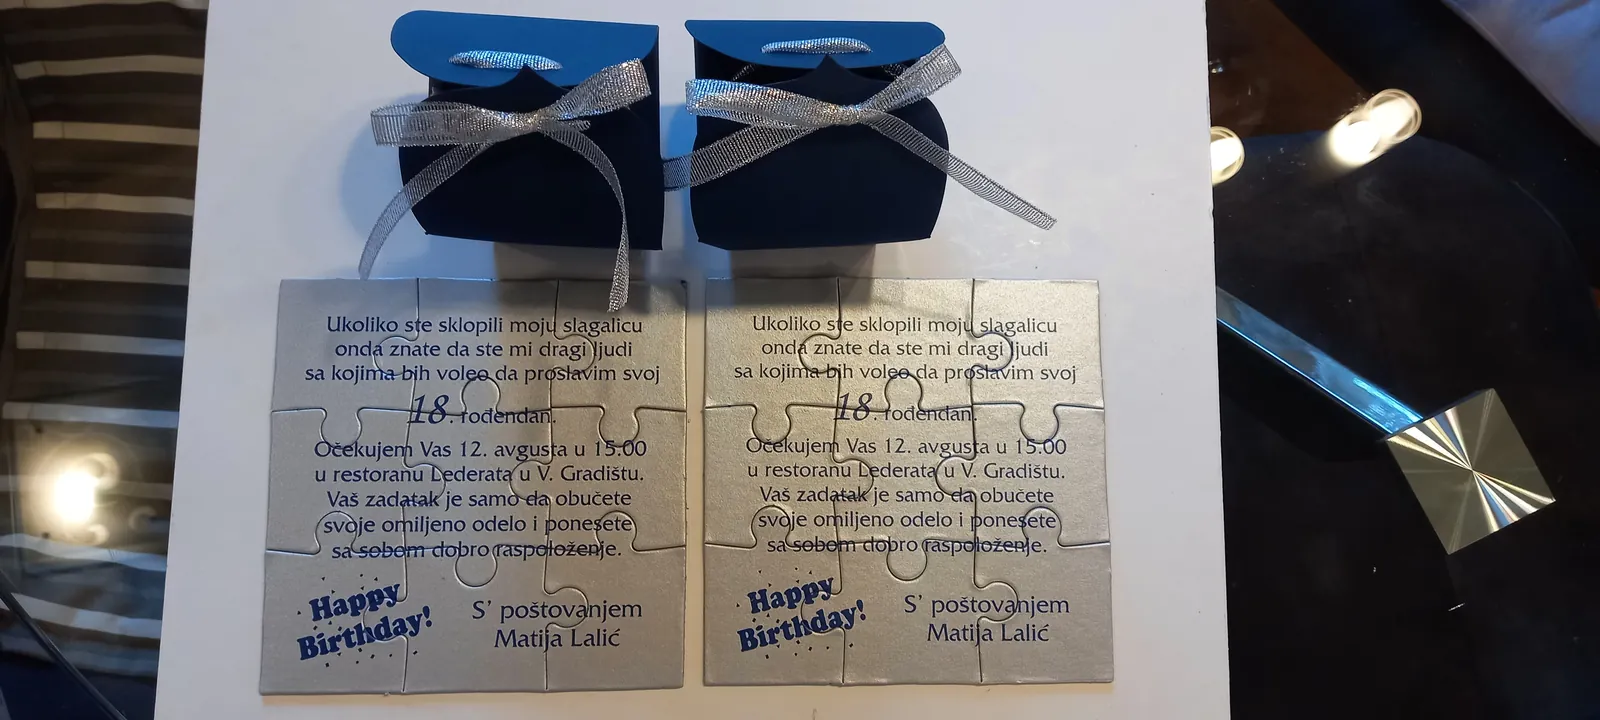 Ukoliko ste sklopili moju slagalicu
onda znate da ste mi dragi ljudi
sa kojima bih voleo da proslavim svoj
18. rođendan.
Očekujem Vas 12. avgusta u 15.00
u restoranu Lederata u V. Gradištu.
Vaš zadatak je samo da obučete
svoje omiljeno odelo i ponesete
sa sobom dobro raspoloženje.
Happy
Birthday!
S' poštovanjem
Matija Lalić
Ukoliko ste sklopili moju slagalicu
onda znate da ste mi dragi ljudi
sa kojima bih voleo da proslavim svoj
18. rođendan.
Očekujem Vas 12. avgusta u 15.00
u restoranu Lederata u V. Gradištu.
Vaš zadatak je samo da obučete
svoje omiljeno odelo i ponesete
sa sobom dobro raspoloženje.
Happy
Birthday!
S' poštovanjem
Matija Lalić